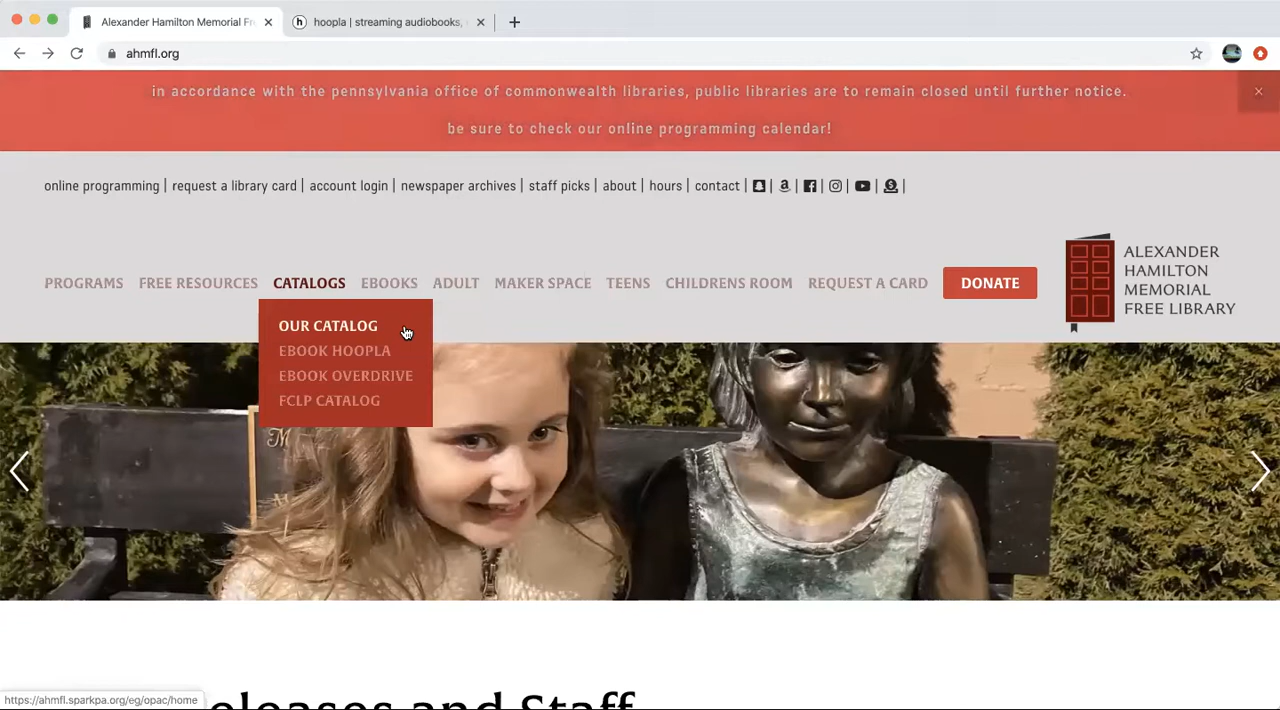 Alexander Hamilton Memorial Fr
hoopla | streaming audiobooks,
ahmfl.org
in accordance with the pennsylvania office of commonwealth libraries, public libraries are to remain closed until further notice.
be sure to check our online programming calendar!
online programming | request a library card | account login | newspaper archives | staff picks | about | hours | contact | | | | | | |
PROGRAMS FREE RESOURCES CATALOGS EBOOKS ADULT MAKER SPACE TEENS CHILDRENS ROOM REQUEST A CARD DONATE
ALEXANDER
HAMILTON
MEMORIAL
FREE LIBRARY
OUR CATALOG
EBOOK HOOPLA
EBOOK OVERDRIVE
FCLP CATALOG
M
M
https://ahmfl.sparkpa.org/eg/opac/home
eleases and Staff